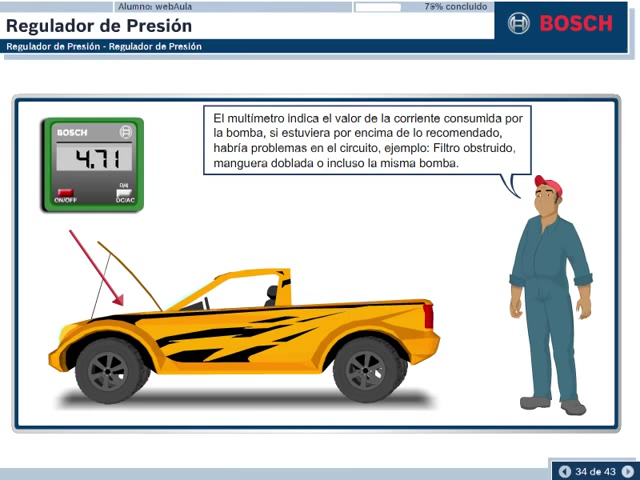 Alumno: webAula
79% concluido
Regulador de Presión
BOSCH
Regulador de Presión - Regulador de Presión
El multímetro indica el valor de la corriente consumida por
la bomba, si estuviera por encima de lo recomendado,
habría problemas en el circuito, ejemplo: Filtro obstruido,
manguera doblada o incluso la misma bomba.
BOSCH
4.71
ON/OFF
DC/AC
34 de 43